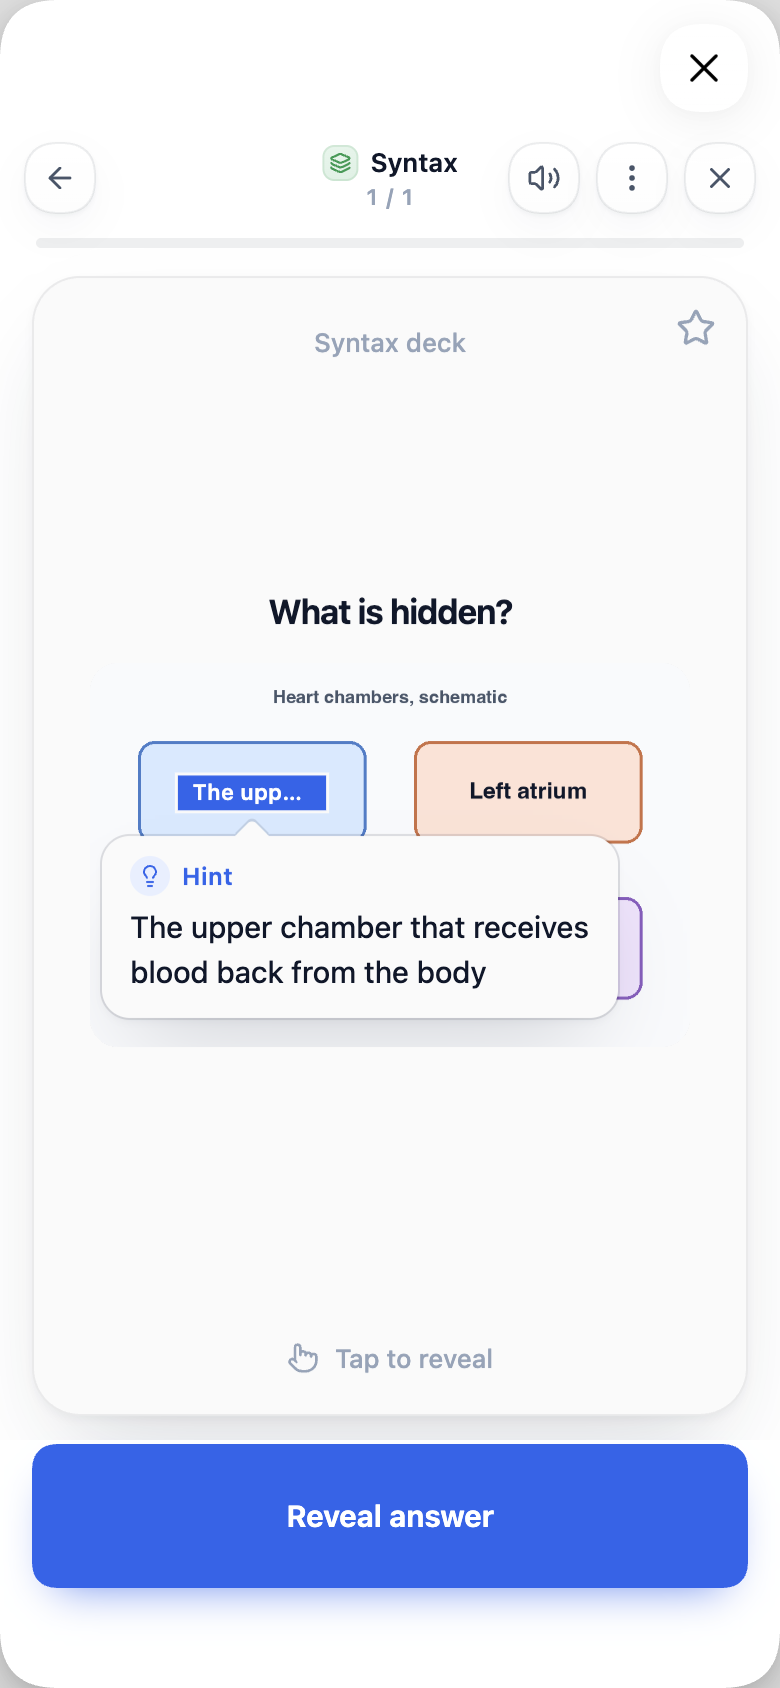 Syntax
1 / 1
Syntax deck
What is hidden?
Heart chambers, schematic
The upp...
Left atrium
Hint
The upper chamber that receives
blood back from the body
Tap to reveal
Reveal answer